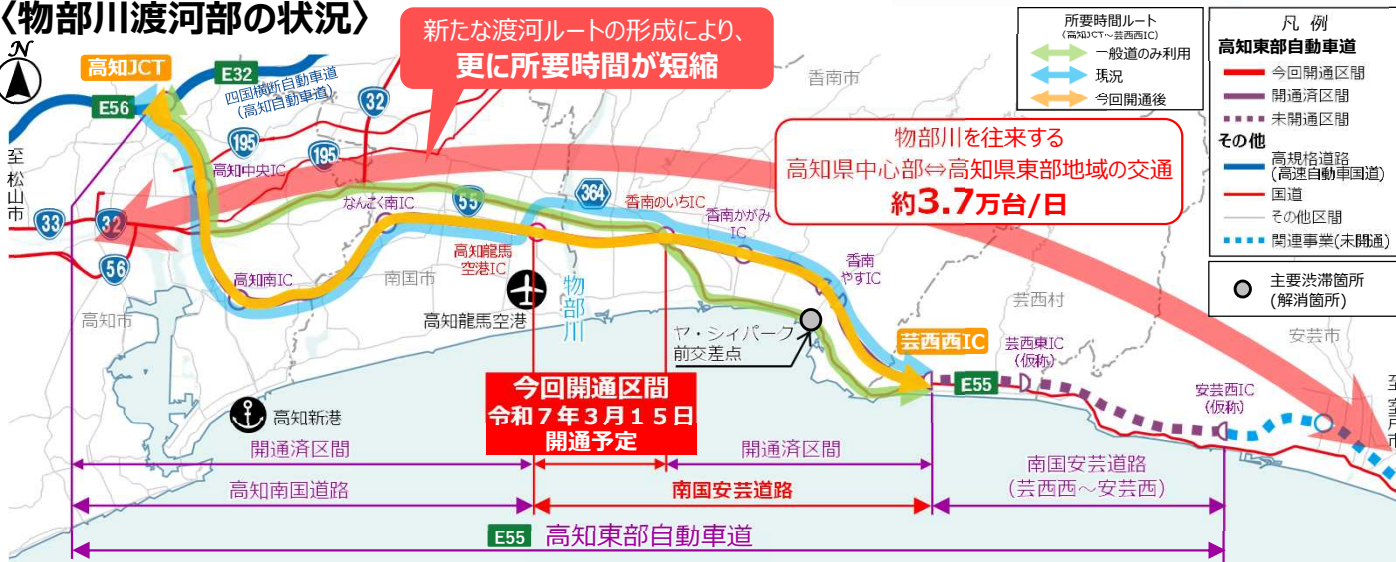 〈物部川渡河部の状況〉
N
新たな渡河ルートの形成により、
更に所要時間が短縮
所要時間ルート
(高知JCT～芸西西IC)
一般道のみ利用
現況
今回開通後
凡 例
高知東部自動車道
今回開通区間
開通済区間
未開通区間
その他
高規格道路
(高速自動車国道)
国道
その他区間
関連事業(未開通)
主要渋滞箇所
(解消箇所)
高知JCT
E32
E56
四国横断自動車道
(高知自動車道)
32
195
195
香南市
物部川を往来する
高知県中心部⇔高知県東部地域の交通
約3.7万台/日
至松山市
高知中央IC
33
32
56
なんこく南IC
55
364
香南のいちIC
香南かがみ
IC
香南
やすIC
高知南IC
南国市
高知龍馬
空港IC
物部川
高知市
高知龍馬空港
ヤ・シィパーク
前交差点
芸西村
安芸市
芸西西IC
芸西東IC
(仮称)
E55
安芸西IC
(仮称)
至室戸市
高知新港
今回開通区間
令和７年３月１５日
開通予定
開通済区間
開通済区間
高知南国道路
南国安芸道路
南国安芸道路
(芸西西～安芸西)
E55 高知東部自動車道